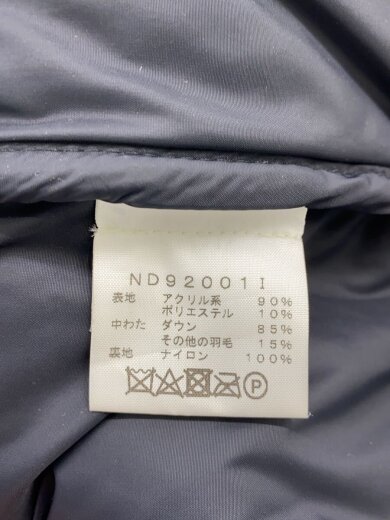 ND92001I
表地 アクリル系 90%
ポリエステル 10%
中わた ダウン 85%
その他の羽毛 15%
裏地 ナイロン 100%
P